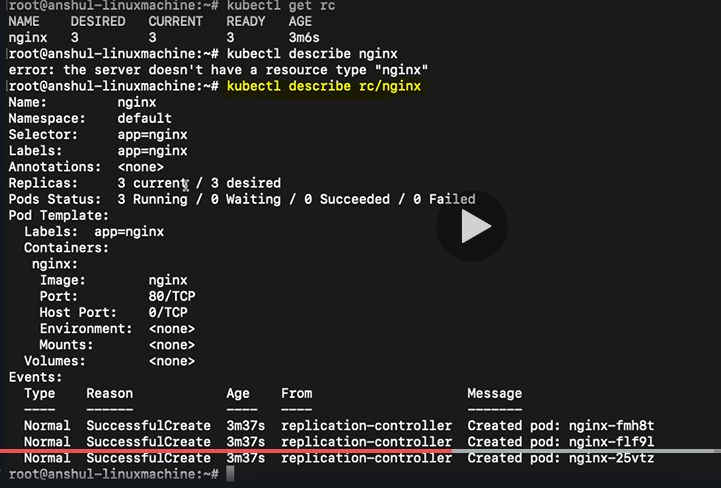 root@anshul-linuxmachine:~# kubectl get rc
NAME DESIRED CURRENT READY AGE
nginx 3 3 3 3m6s
[root@anshul-linuxmachine:~# kubectl describe nginx
error: the server doesn't have a resource type "nginx"
[root@anshul-linuxmachine:~# kubectl describe rc/nginx
Name: nginx
Namespace: default
Selector: app=nginx
Labels: app=nginx
Annotations: <none>
Replicas: 3 current / 3 desired
Pods Status: 3 Running / 0 Waiting / 0 Succeeded / 0 Failed
Pod Template:
Labels: app=nginx
Containers:
nginx:
Image: nginx
Port: 80/TCP
Host Port: 0/TCP
Environment: <none>
Mounts: <none>
Volumes: <none>
Events:
Type Reason Age From Message
---- ------ ---- ---- -------
Normal SuccessfulCreate 3m37s replication-controller Created pod: nginx-fmh8t
Normal SuccessfulCreate 3m37s replication-controller Created pod: nginx-flf9l
Normal SuccessfulCreate 3m37s replication-controller Created pod: nginx-25vtz
root@anshul-linuxmachine:~#